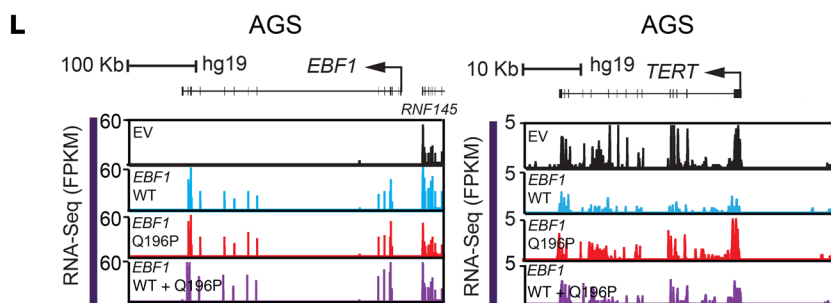 L
AGS
100 Kb
hg19
EBF1
RNF145
RNA-Seq (FPKM)
60
EV
60
EBF1
WT
60
EBF1
Q196P
60
EBF1
WT + Q196P
AGS
10 Kb
hg19
TERT
RNA-Seq (FPKM)
5
EV
5
EBF1
WT
5
EBF1
Q196P
5
EBF1
WT + Q196P